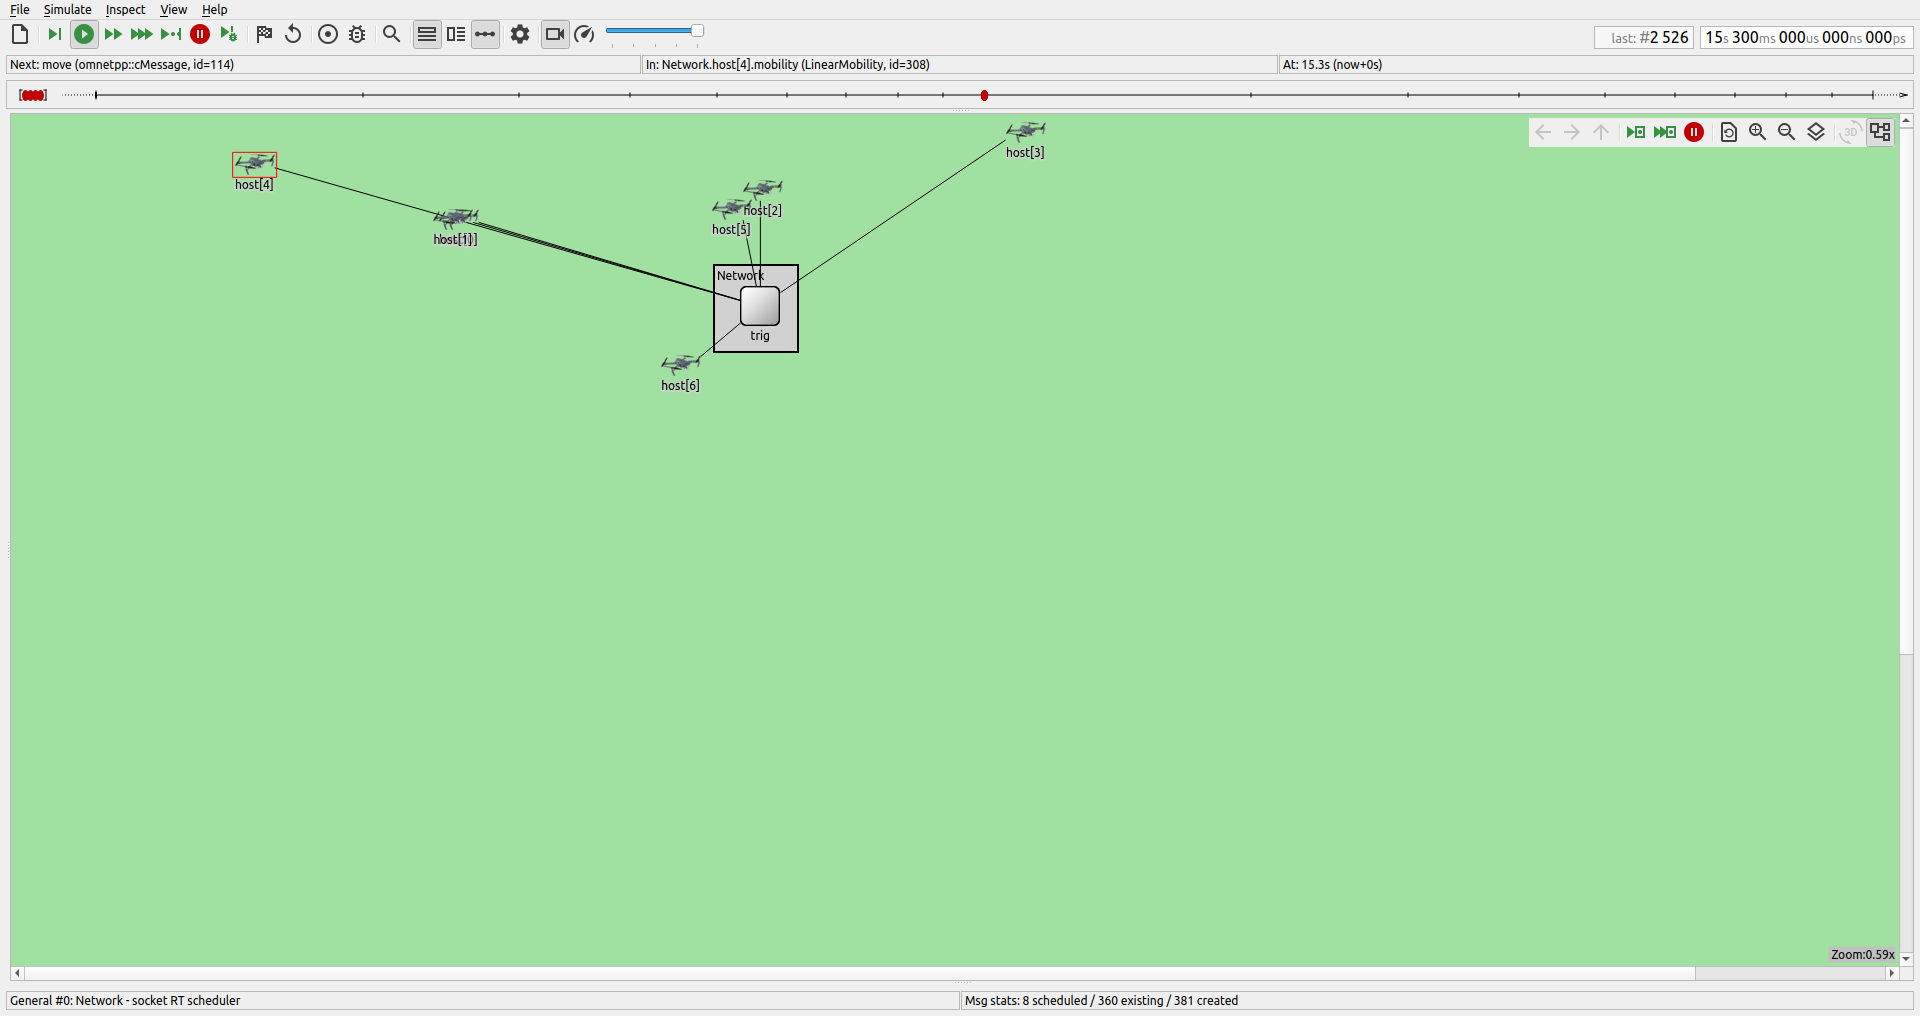 File Simulate Inspect View Help
last: #2 526 15s 300ms 000us 000ns 000ps
Next: move (omnetpp::cMessage, id=114) In: Network.host[4].mobility (LinearMobility, id=308) At: 15.3s (now+0s)
3D
host[3]
host[4]
host[2]
host[5]
host[1]
Network
trig
host[6]
Zoom:0.59x
General #0: Network - socket RT scheduler Msg stats: 8 scheduled / 360 existing / 381 created